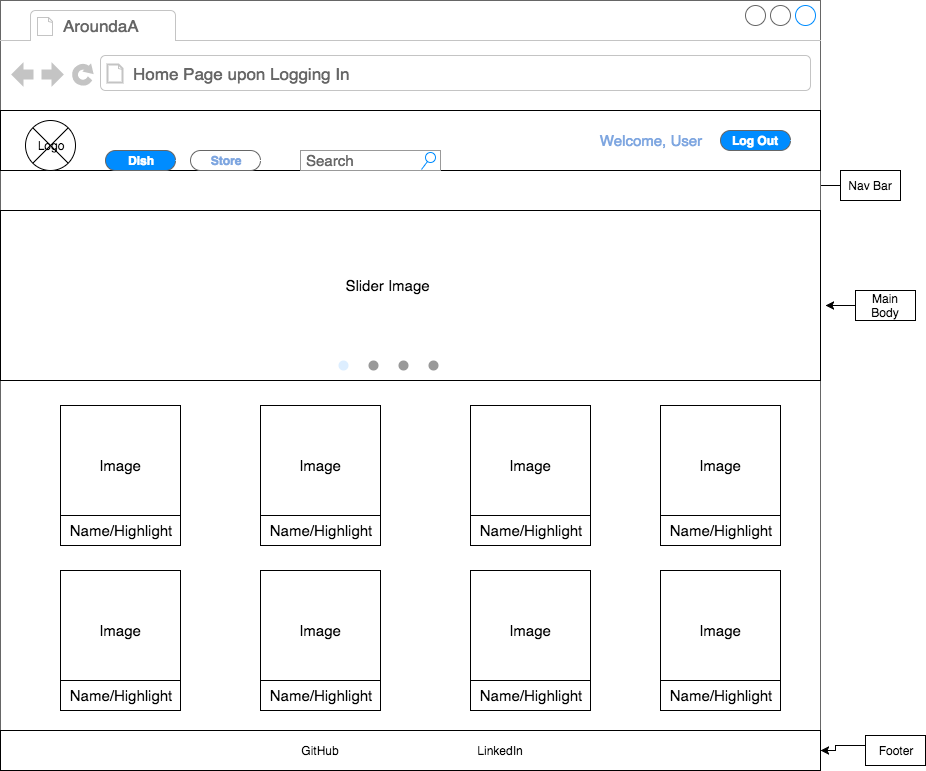 AroundaA
Home Page upon Logging In
Logo
Dish
Store
Search
Welcome, User
Log Out
Nav Bar
Slider Image
Main
Body
Image
Image
Image
Image
Name/Highlight
Name/Highlight
Name/Highlight
Name/Highlight
Image
Image
Image
Image
Name/Highlight
Name/Highlight
Name/Highlight
Name/Highlight
GitHub
LinkedIn
Footer